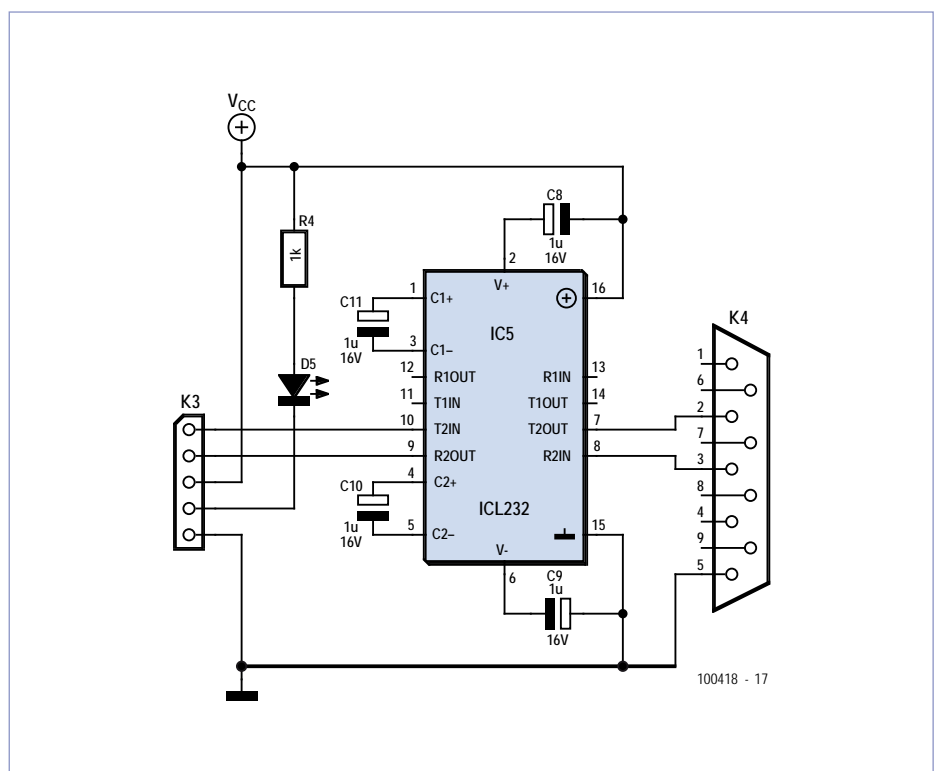 VCC
R4
1k
C8
1u
16V
2
V+
1
C1+
16
C11
1u
16V
IC5
3
C1–
K4
D5
12
R1OUT
R1IN
13
1
11
T1IN
T1OUT
14
6
K3
10
T2IN
T2OUT
7
2
9
R2OUT
R2IN
8
7
3
4
C2+
8
C10
1u
16V
ICL232
4
5
C2–
15
9
V-
6
C9
1u
16V
5
100418 - 17